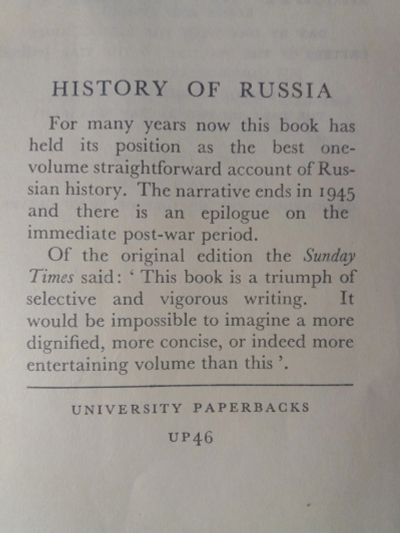 HISTORY OF RUSSIA
For many years now this book has
held its position as the best one-
volume straightforward account of Rus-
sian history. The narrative ends in 1945
and there is an epilogue on the
immediate post-war period.
Of the original edition the Sunday
Times said: ‘ This book is a triumph of
selective and vigorous writing. It
would be impossible to imagine a more
dignified, more concise, or indeed more
entertaining volume than this ’.
UNIVERSITY PAPERBACKS
UP46